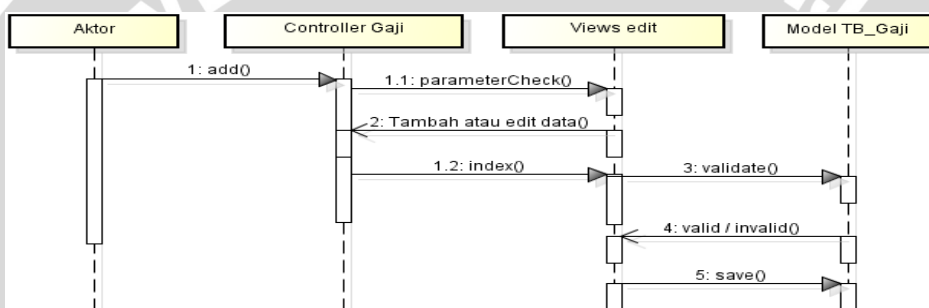 Aktor
Controller Gaji
Views edit
Model TB_Gaji
1: add()
1.1: parameterCheck()
2: Tambah atau edit data()
1.2: index()
3: validate()
4: valid / invalid()
5: save()